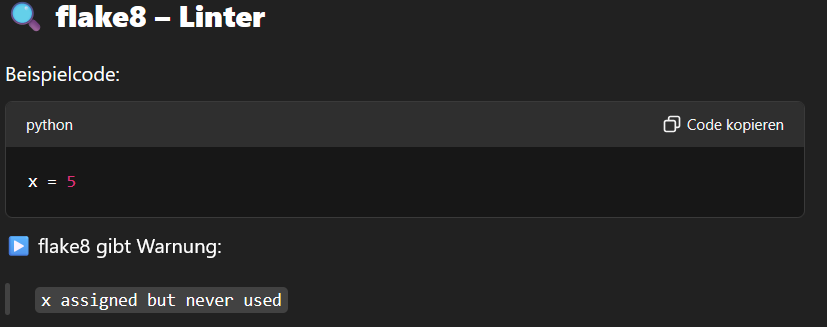 🔍 flake8 – Linter
Beispielcode:
python Code kopieren
x = 5
▶️ flake8 gibt Warnung:
x assigned but never used